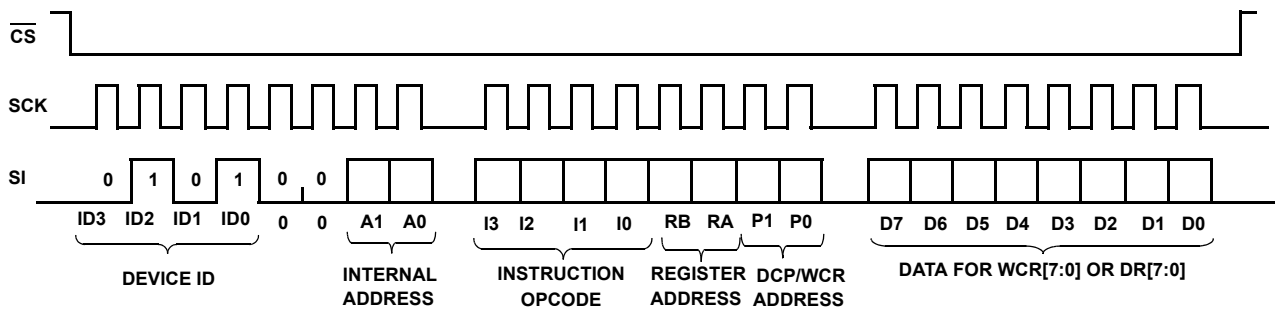 CS
SCK
SI
0 1 0 1 0 0
ID3 ID2 ID1 ID0 0 0 A1 A0 I3 I2 I1 I0 RB RA P1 P0 D7 D6 D5 D4 D3 D2 D1 D0
DEVICE ID
INTERNAL
ADDRESS
INSTRUCTION
OPCODE
REGISTER
ADDRESS
DCP/WCR
ADDRESS
DATA FOR WCR[7:0] OR DR[7:0]